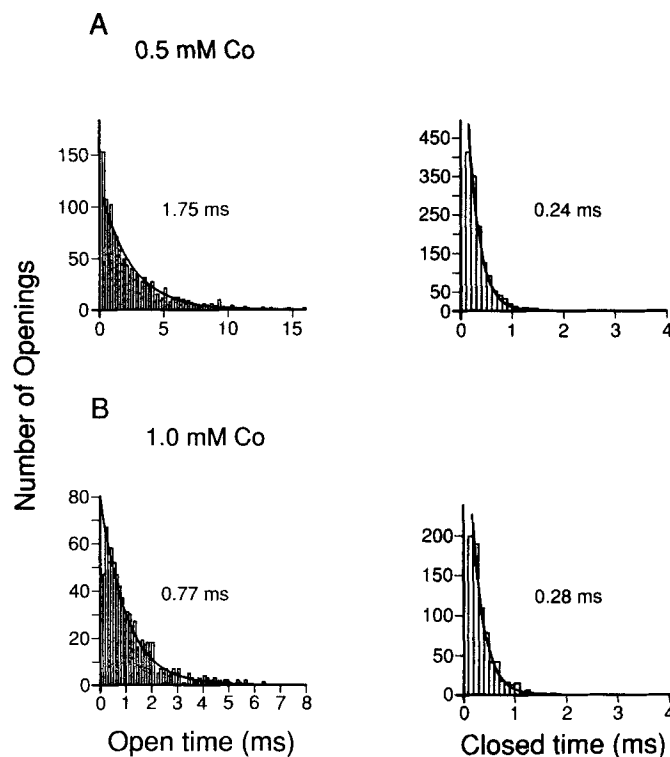 A
0.5 mM Co
150
100
50
0
1.75 ms
0 5 10 15
450
350
250
150
50
0
0.24 ms
0 1 2 3 4
Number of Openings
B
1.0 mM Co
80
60
40
20
0
0.77 ms
0 1 2 3 4 5 6 7 8
Open time (ms)
200
150
100
50
0
0.28 ms
0 1 2 3 4
Closed time (ms)